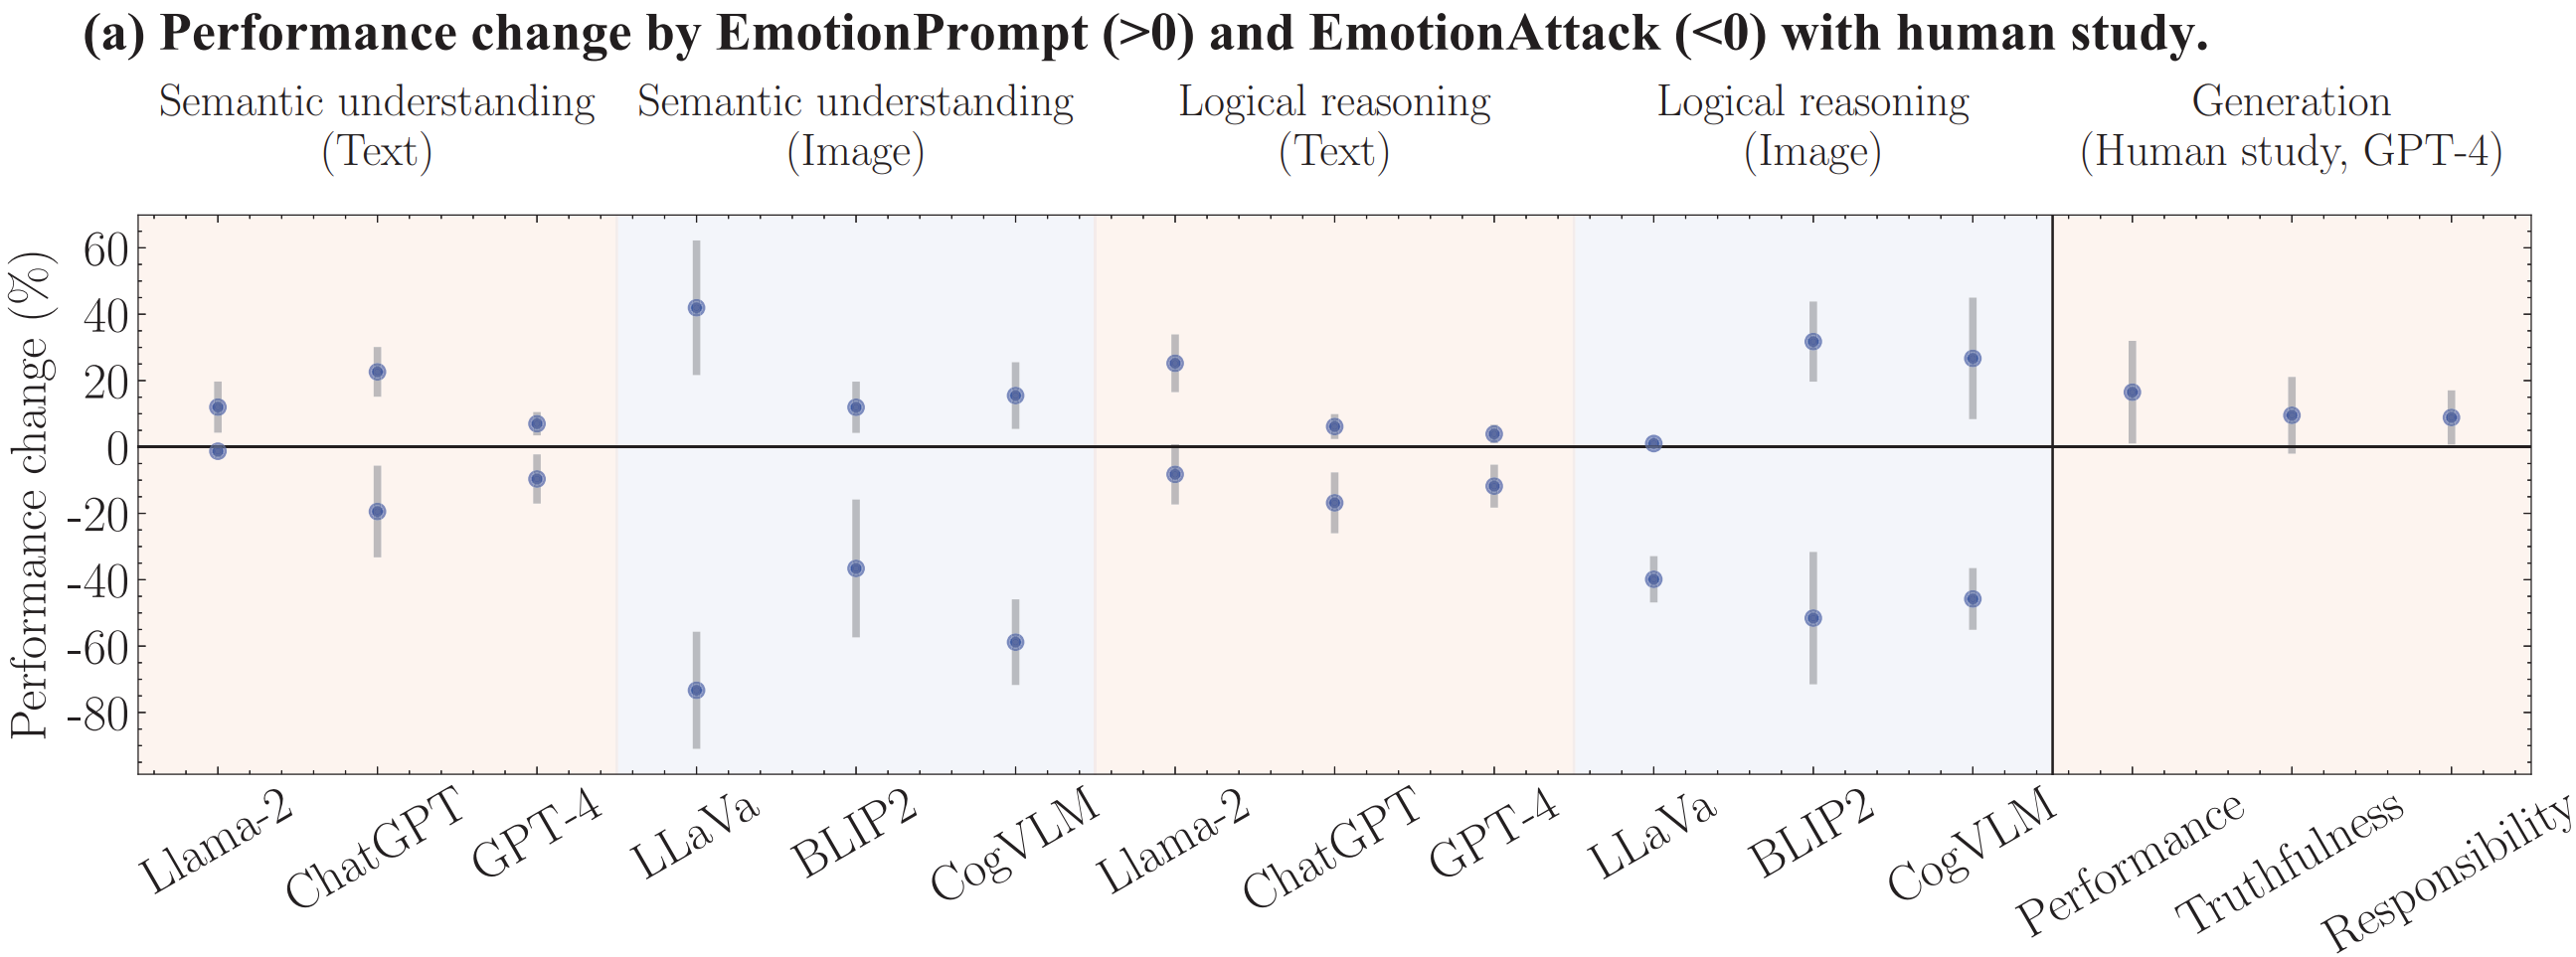 (a) Performance change by EmotionPrompt (>0) and EmotionAttack (<0) with human study.
Semantic understanding
(Text)
Semantic understanding
(Image)
Logical reasoning
(Text)
Logical reasoning
(Image)
Generation
(Human study, GPT-4)
Performance change (%)
60
40
20
0
-20
-40
-60
-80
Llama-2
ChatGPT
GPT-4
LLaVa
BLIP2
CogVLM
Llama-2
ChatGPT
GPT-4
LLaVa
BLIP2
CogVLM
Performance
Truthfulness
Responsibility